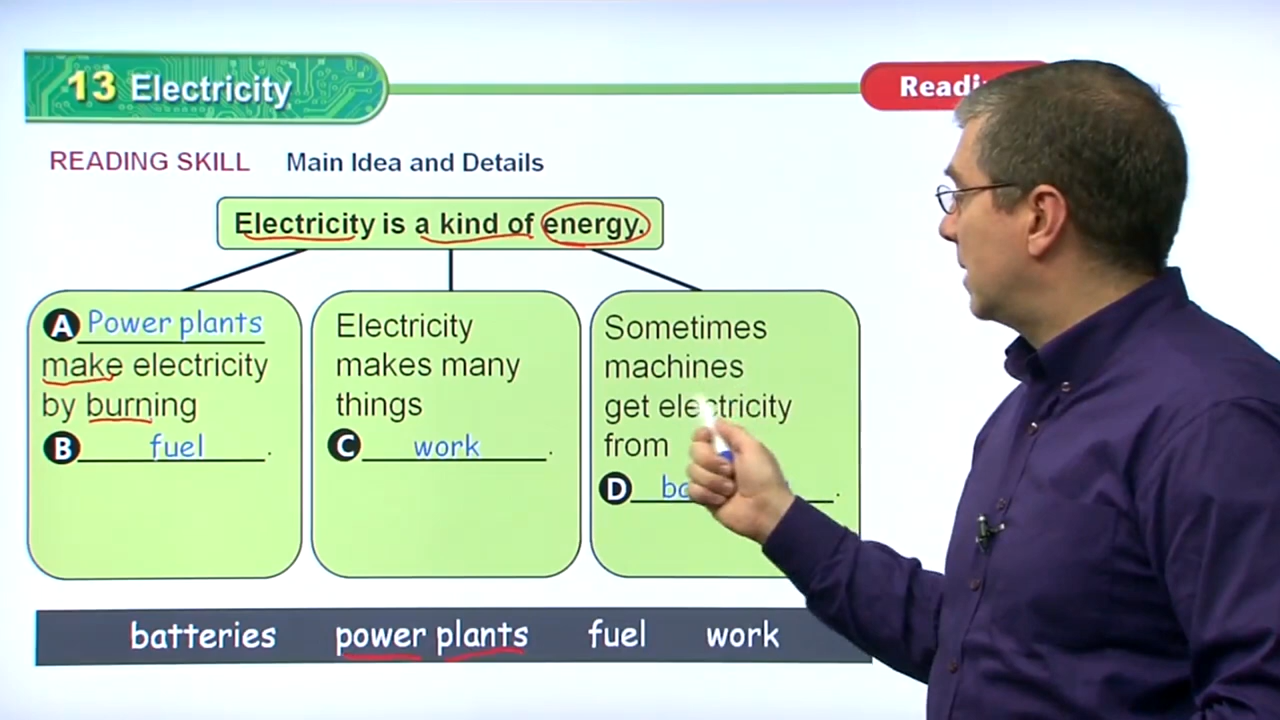 13 Electricity
READING SKILL Main Idea and Details
Electricity is a kind of energy.
A Power plants
make electricity
by burning
B fuel.
Electricity
makes many
things
C work.
Sometimes
machines
get electricity
from
D
batteries power plants fuel work